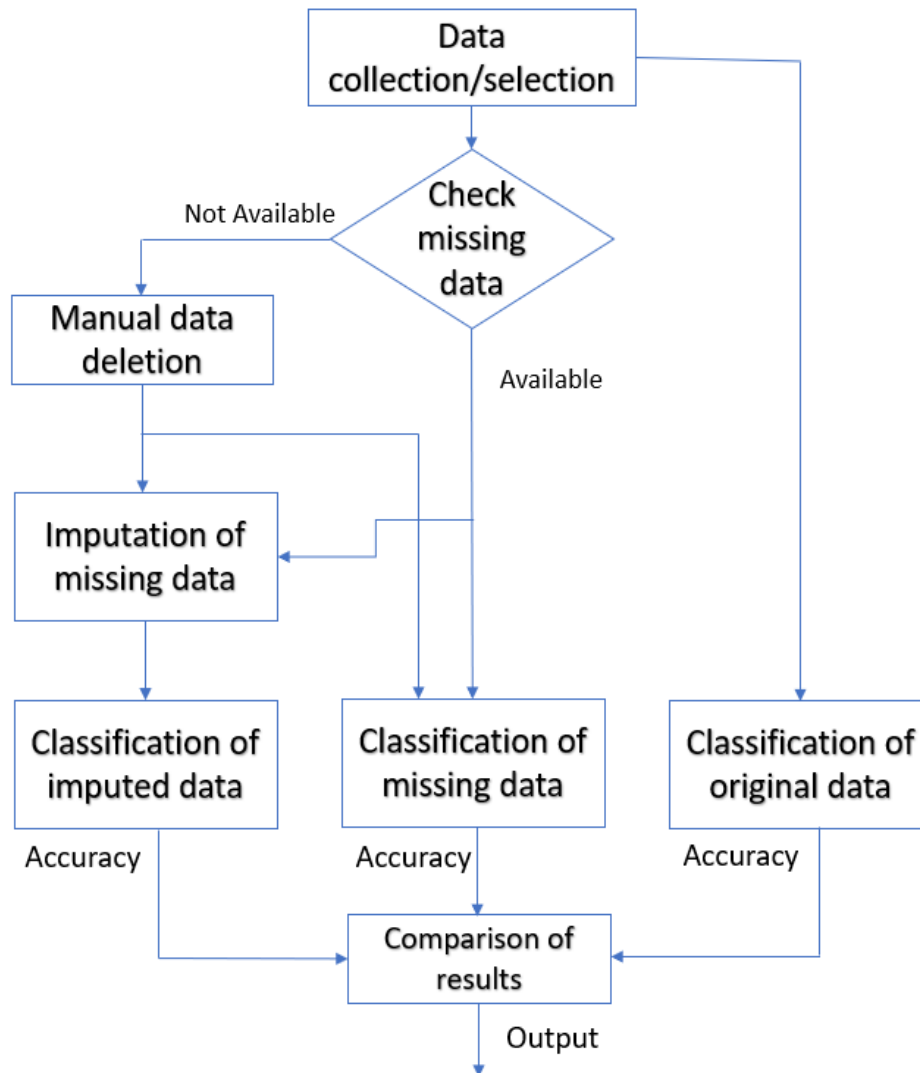 Data
collection/selection
Check
missing
data
Not Available
Manual data
deletion
Available
Imputation of
missing data
Classification of
imputed data
Classification of
missing data
Classification of
original data
Accuracy
Accuracy
Accuracy
Comparison of
results
Output